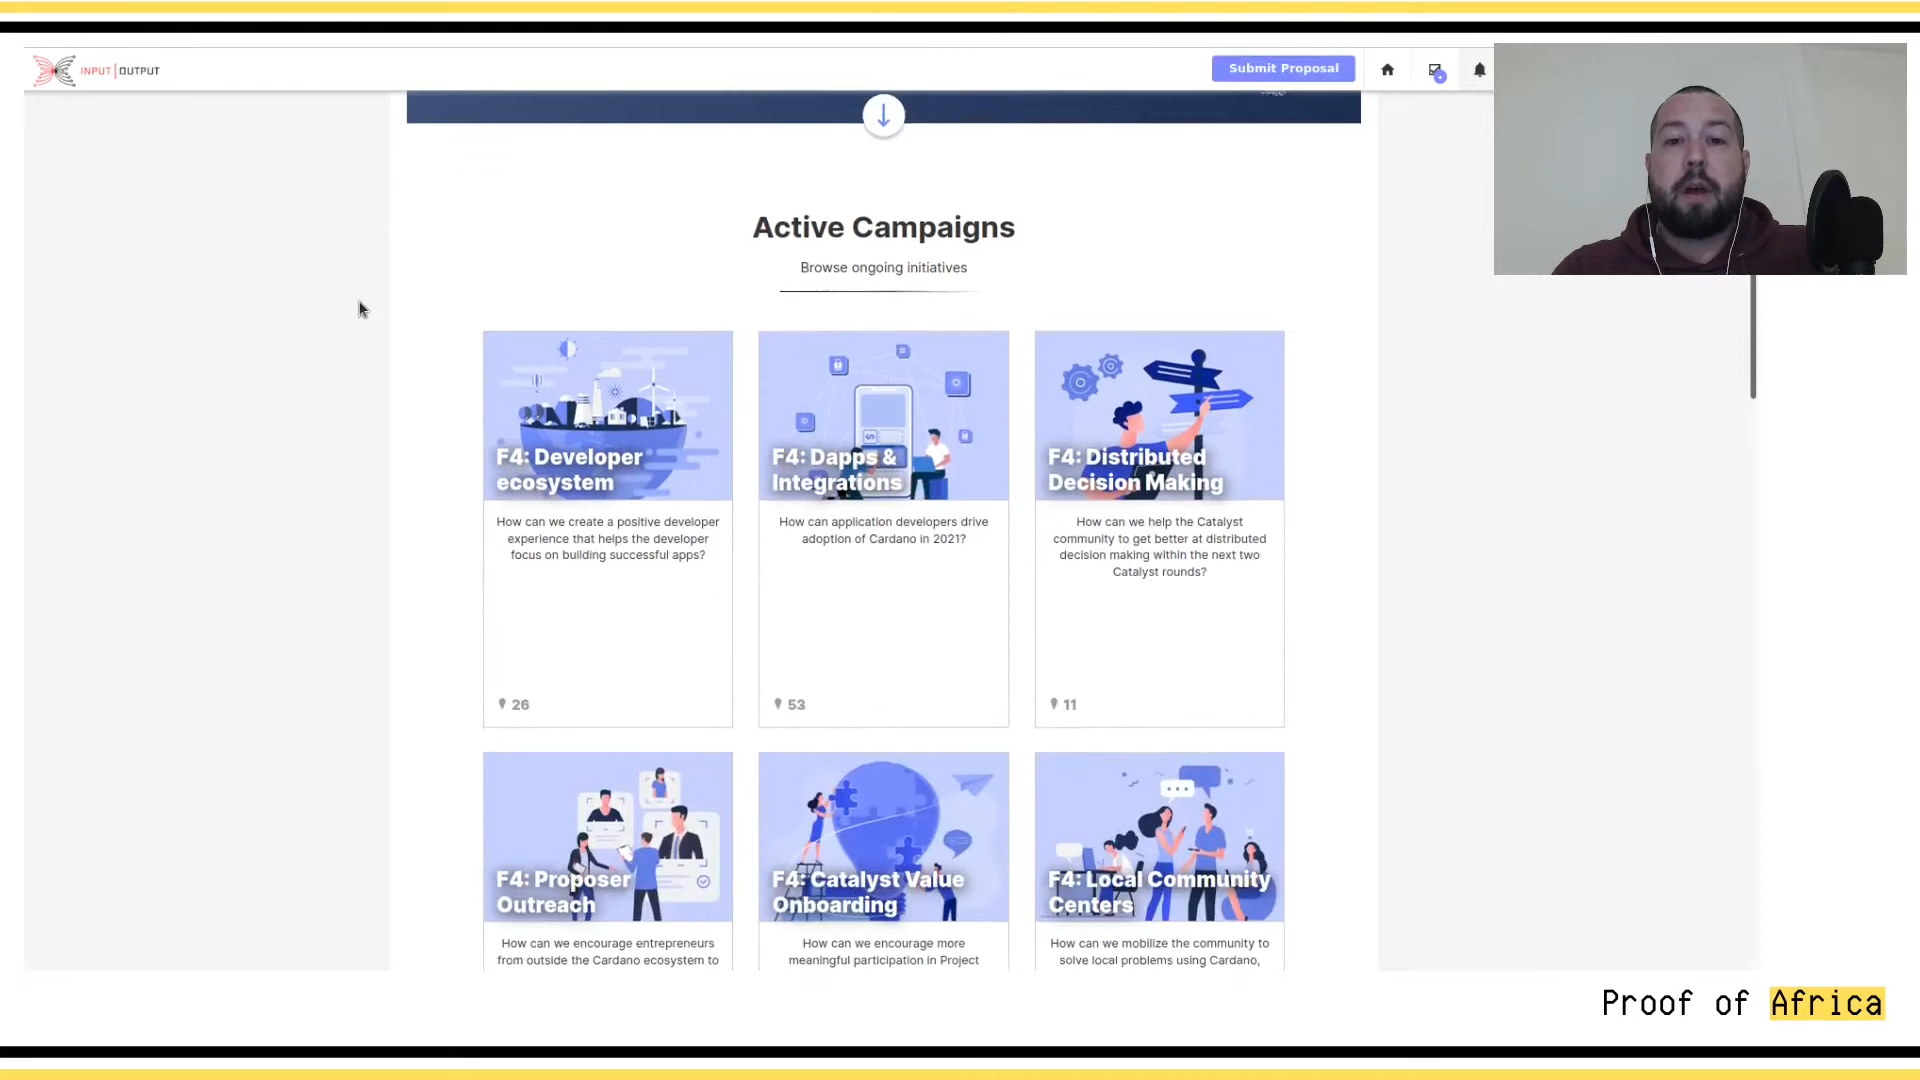 INPUT | OUTPUT
Submit Proposal
Active Campaigns
Browse ongoing initiatives
F4: Developer
ecosystem
How can we create a positive developer
experience that helps the developer
focus on building successful apps?
26
F4: Dapps &
Integrations
How can application developers drive
adoption of Cardano in 2021?
53
F4: Distributed
Decision Making
How can we help the Catalyst
community to get better at distributed
decision making within the next two
Catalyst rounds?
11
F4: Proposer
Outreach
How can we encourage entrepreneurs
from outside the Cardano ecosystem to
F4: Catalyst Value
Onboarding
How can we encourage more
meaningful participation in Project
F4: Local Community
Centers
How can we mobilize the community to
solve local problems using Cardano,
Proof of Africa